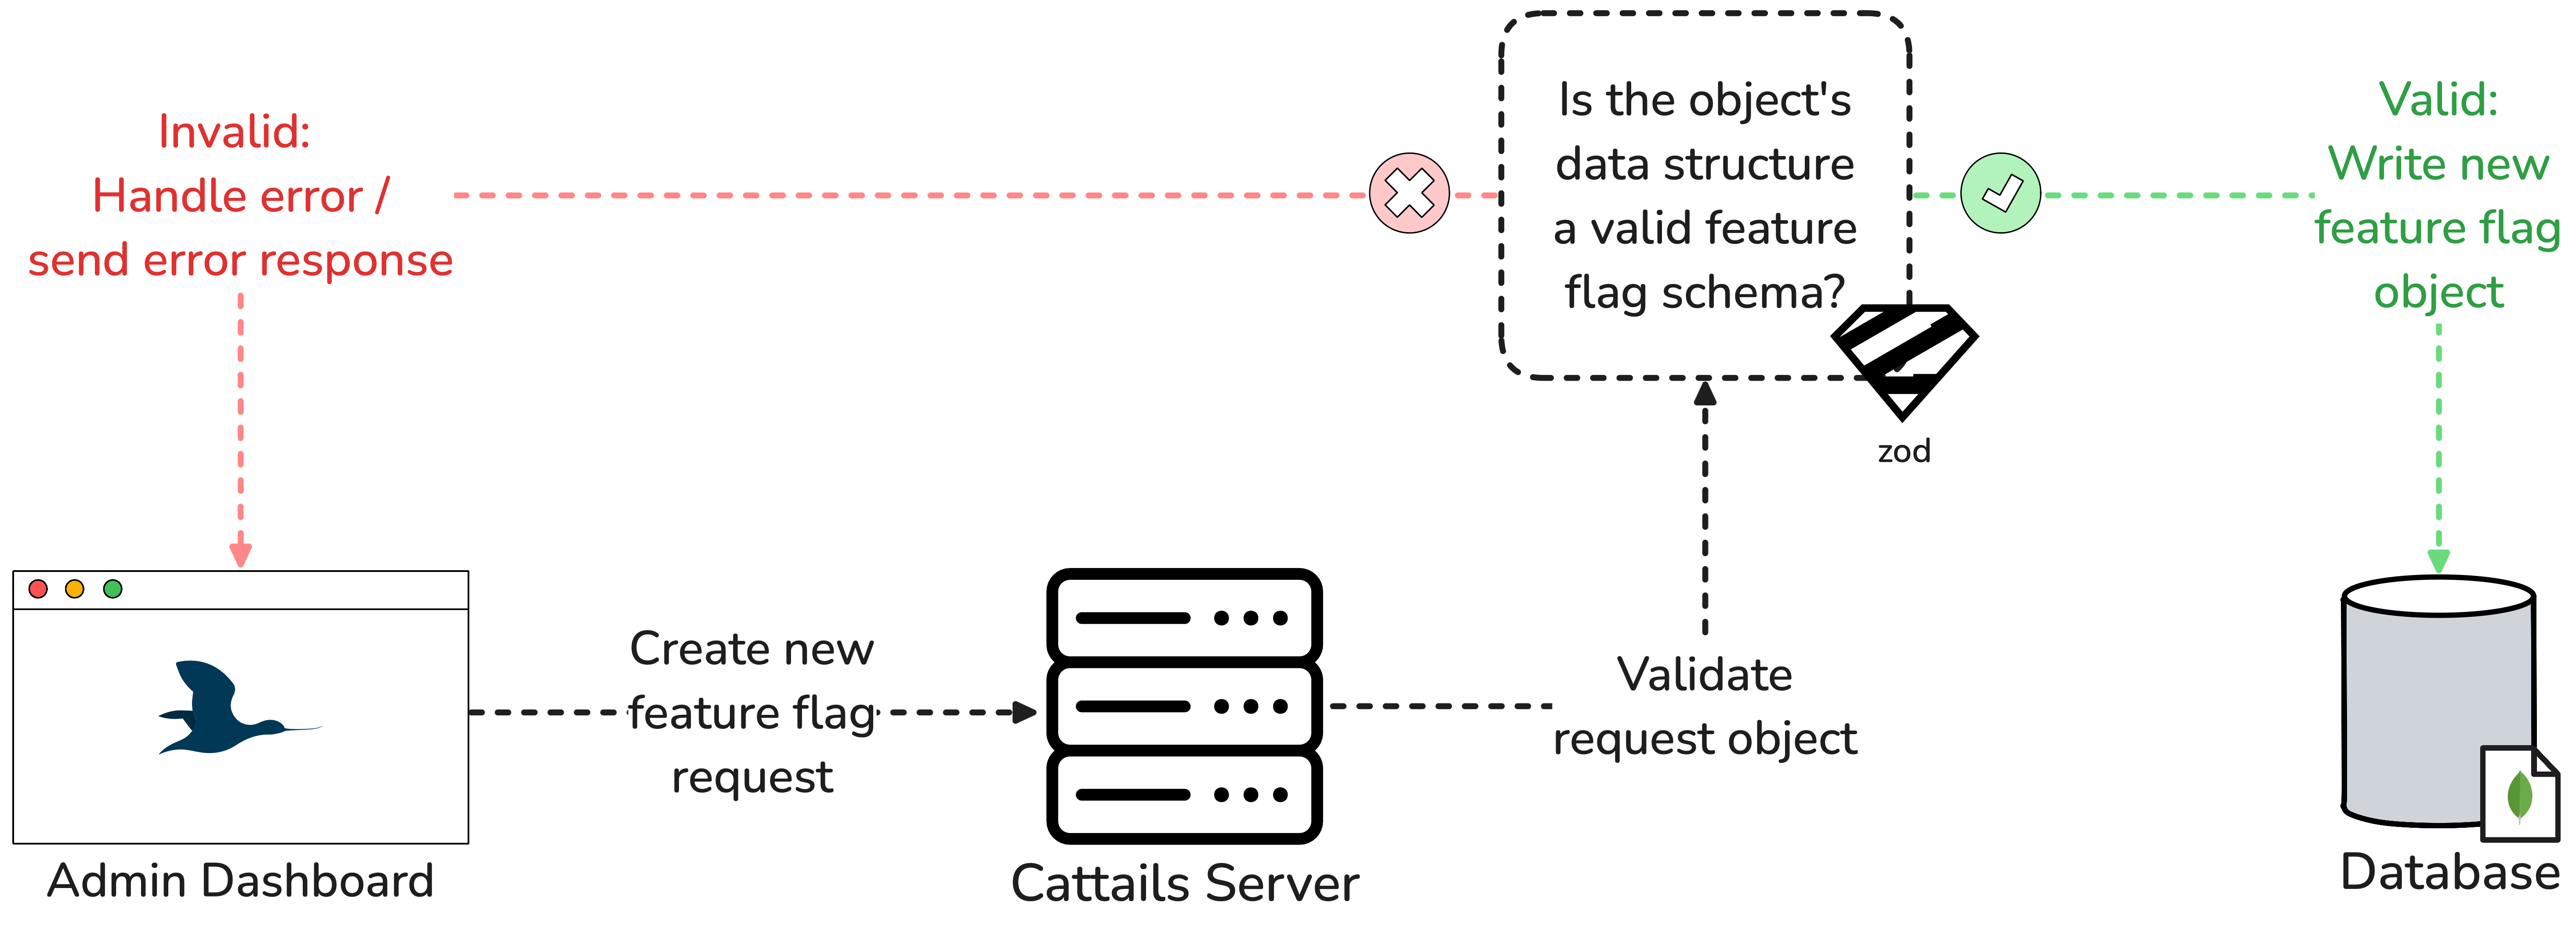 Invalid:
Handle error /
send error response
Is the object's
data structure
a valid feature
flag schema?
zod
Valid:
Write new
feature flag
object
Create new
feature flag
request
Validate
request object
Admin Dashboard
Cattails Server
Database